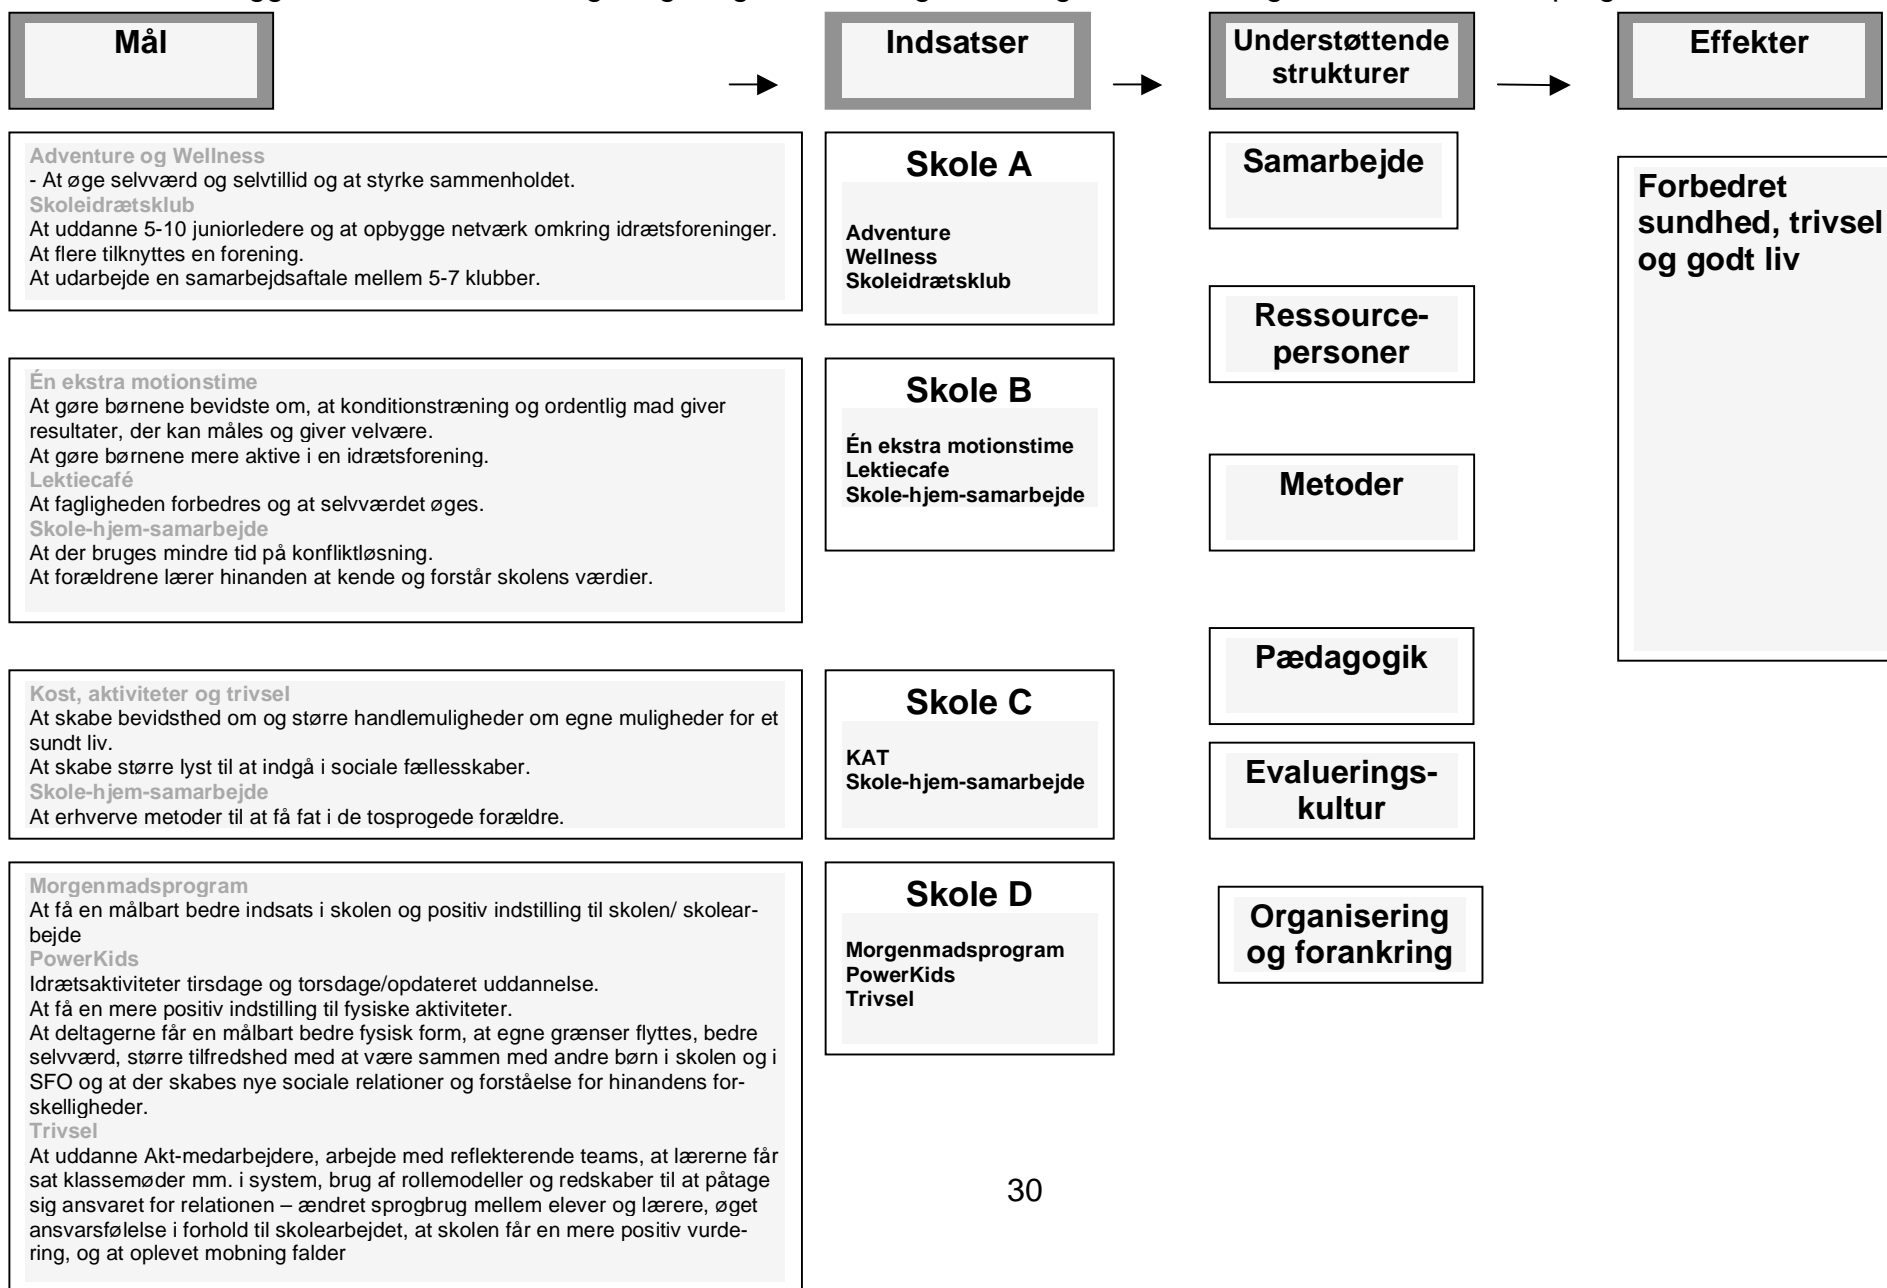 Mål
Indsatser
Understøttende
strukturer
Effekter
Adventure og Wellness
- At øge selvværd og selvtillid og at styrke sammenholdet.
Skoleidrætsklub
At uddanne 5-10 juniorledere og at opbygge netværk omkring idrætsforeninger.
At flere tilknyttes en forening.
At udarbejde en samarbejdsaftale mellem 5-7 klubber.
Skole A
Adventure
Wellness
Skoleidrætsklub
Samarbejde
Forbedret
sundhed, trivsel
og godt liv
Ressource-
personer
Én ekstra motionstime
At gøre børnene bevidste om, at konditionstræning og ordentlig mad giver
resultater, der kan måles og giver velvære.
At gøre børnene mere aktive i en idrætsforening.
Lektiecafé
At fagligheden forbedres og at selvværdet øges.
Skole-hjem-samarbejde
At der bruges mindre tid på konfliktløsning.
At forældrene lærer hinanden at kende og forstår skolens værdier.
Skole B
Én ekstra motionstime
Lektiecafe
Skole-hjem-samarbejde
Metoder
Pædagogik
Kost, aktiviteter og trivsel
At skabe bevidsthed om og større handlemuligheder om egne muligheder for et
sundt liv.
At skabe større lyst til at indgå i sociale fællesskaber.
Skole-hjem-samarbejde
At erhverve metoder til at få fat i de tosprogede forældre.
Skole C
KAT
Skole-hjem-samarbejde
Evaluerings-
kultur
Morgenmadsprogram
At få en målbart bedre indsats i skolen og positiv indstilling til skolen/ skolear-
bejde
PowerKids
Idrætsaktiviteter tirsdage og torsdage/opdateret uddannelse.
At få en mere positiv indstilling til fysiske aktiviteter.
At deltagerne får en målbart bedre fysisk form, at egne grænser flyttes, bedre
selvværd, større tilfredshed med at være sammen med andre børn i skolen og i
SFO og at der skabes nye sociale relationer og forståelse for hinandens for-
skelligheder.
Trivsel
At uddanne Akt-medarbejdere, arbejde med reflekterende teams, at lærerne får
sat klassemøder mm. i system, brug af rollemodeller og redskaber til at påtage
sig ansvaret for relationen – ændret sprogbrug mellem elever og lærere, øget
ansvarsfølelse i forhold til skolearbejdet, at skolen får en mere positiv vurde-
ring, og at oplevet mobning falder
Skole D
Morgenmadsprogram
PowerKids
Trivsel
Organisering
og forankring
30